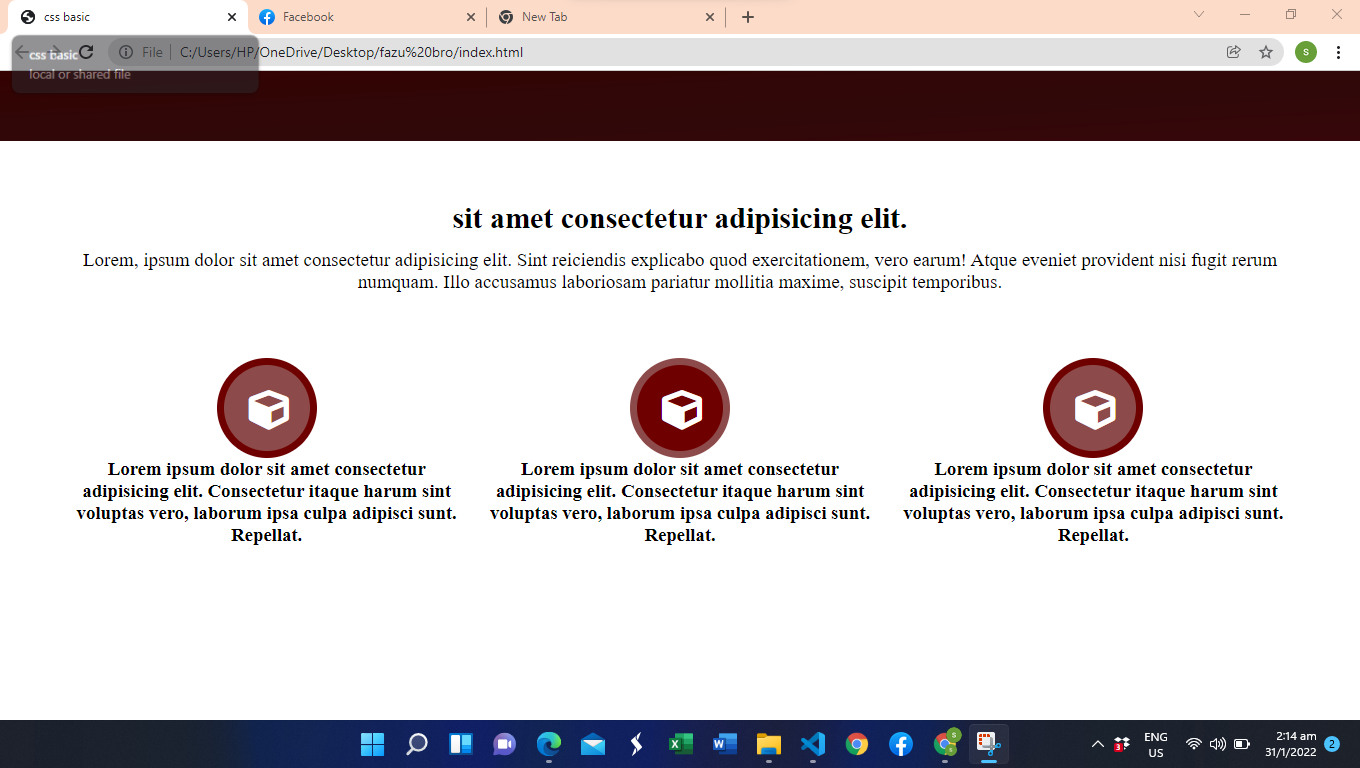 css basic
Facebook
New Tab
css basic
local or shared file
File
C:/Users/HP/OneDrive/Desktop/fazu%20bro/index.html
s
sit amet consectetur adipisicing elit.
Lorem, ipsum dolor sit amet consectetur adipisicing elit. Sint reiciendis explicabo quod exercitationem, vero earum! Atque eveniet provident nisi fugit rerum
numquam. Illo accusamus laboriosam pariatur mollitia maxime, suscipit temporibus.
Lorem ipsum dolor sit amet consectetur
adipisicing elit. Consectetur itaque harum sint
voluptas vero, laborum ipsa culpa adipisci sunt.
Repellat.
Lorem ipsum dolor sit amet consectetur
adipisicing elit. Consectetur itaque harum sint
voluptas vero, laborum ipsa culpa adipisci sunt.
Repellat.
Lorem ipsum dolor sit amet consectetur
adipisicing elit. Consectetur itaque harum sint
voluptas vero, laborum ipsa culpa adipisci sunt.
Repellat.
s
3
ENG
US
2:14 am
31/1/2022
2